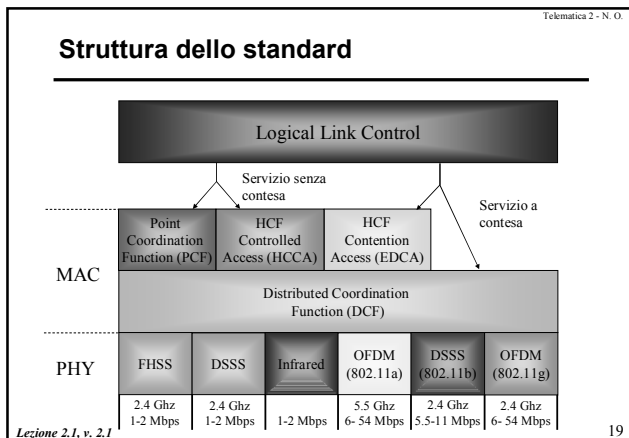 Telematica 2 - N. O.
Struttura dello standard
Logical Link Control
Servizio senza
contesa
Servizio a
contesa
MAC
Point
Coordination
Function (PCF)
HCF
Controlled
Access (HCCA)
HCF
Contention
Access (EDCA)
Distributed Coordination
Function (DCF)
PHY
FHSS
DSSS
Infrared
OFDM
(802.11a)
DSSS
(802.11b)
OFDM
(802.11g)
2.4 Ghz
1-2 Mbps
2.4 Ghz
1-2 Mbps
1-2 Mbps
5.5 Ghz
6- 54 Mbps
2.4 Ghz
5.5-11 Mbps
2.4 Ghz
6- 54 Mbps
Lezione 2.1, v. 2.1
19